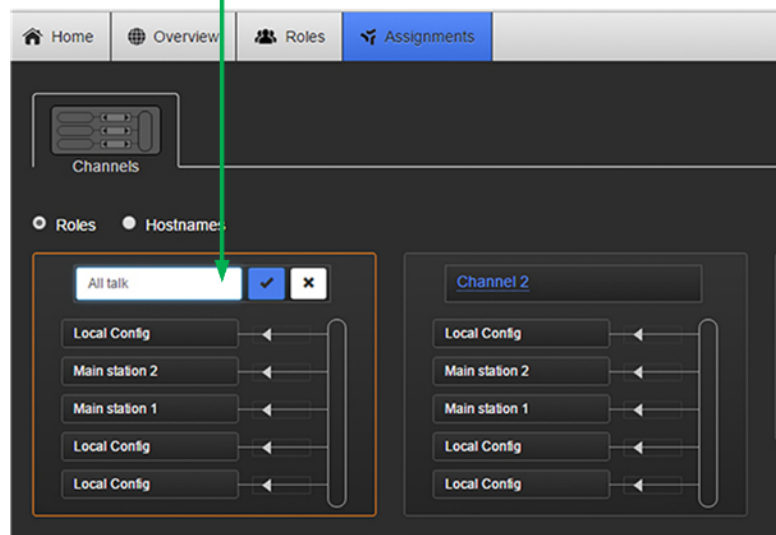 Home Overview Roles Assignments
Channels
Roles Hostnames
All talk
Local Config
Main station 2
Main station 1
Local Config
Local Config
Channel 2
Local Config
Main station 2
Main station 1
Local Config
Local Config